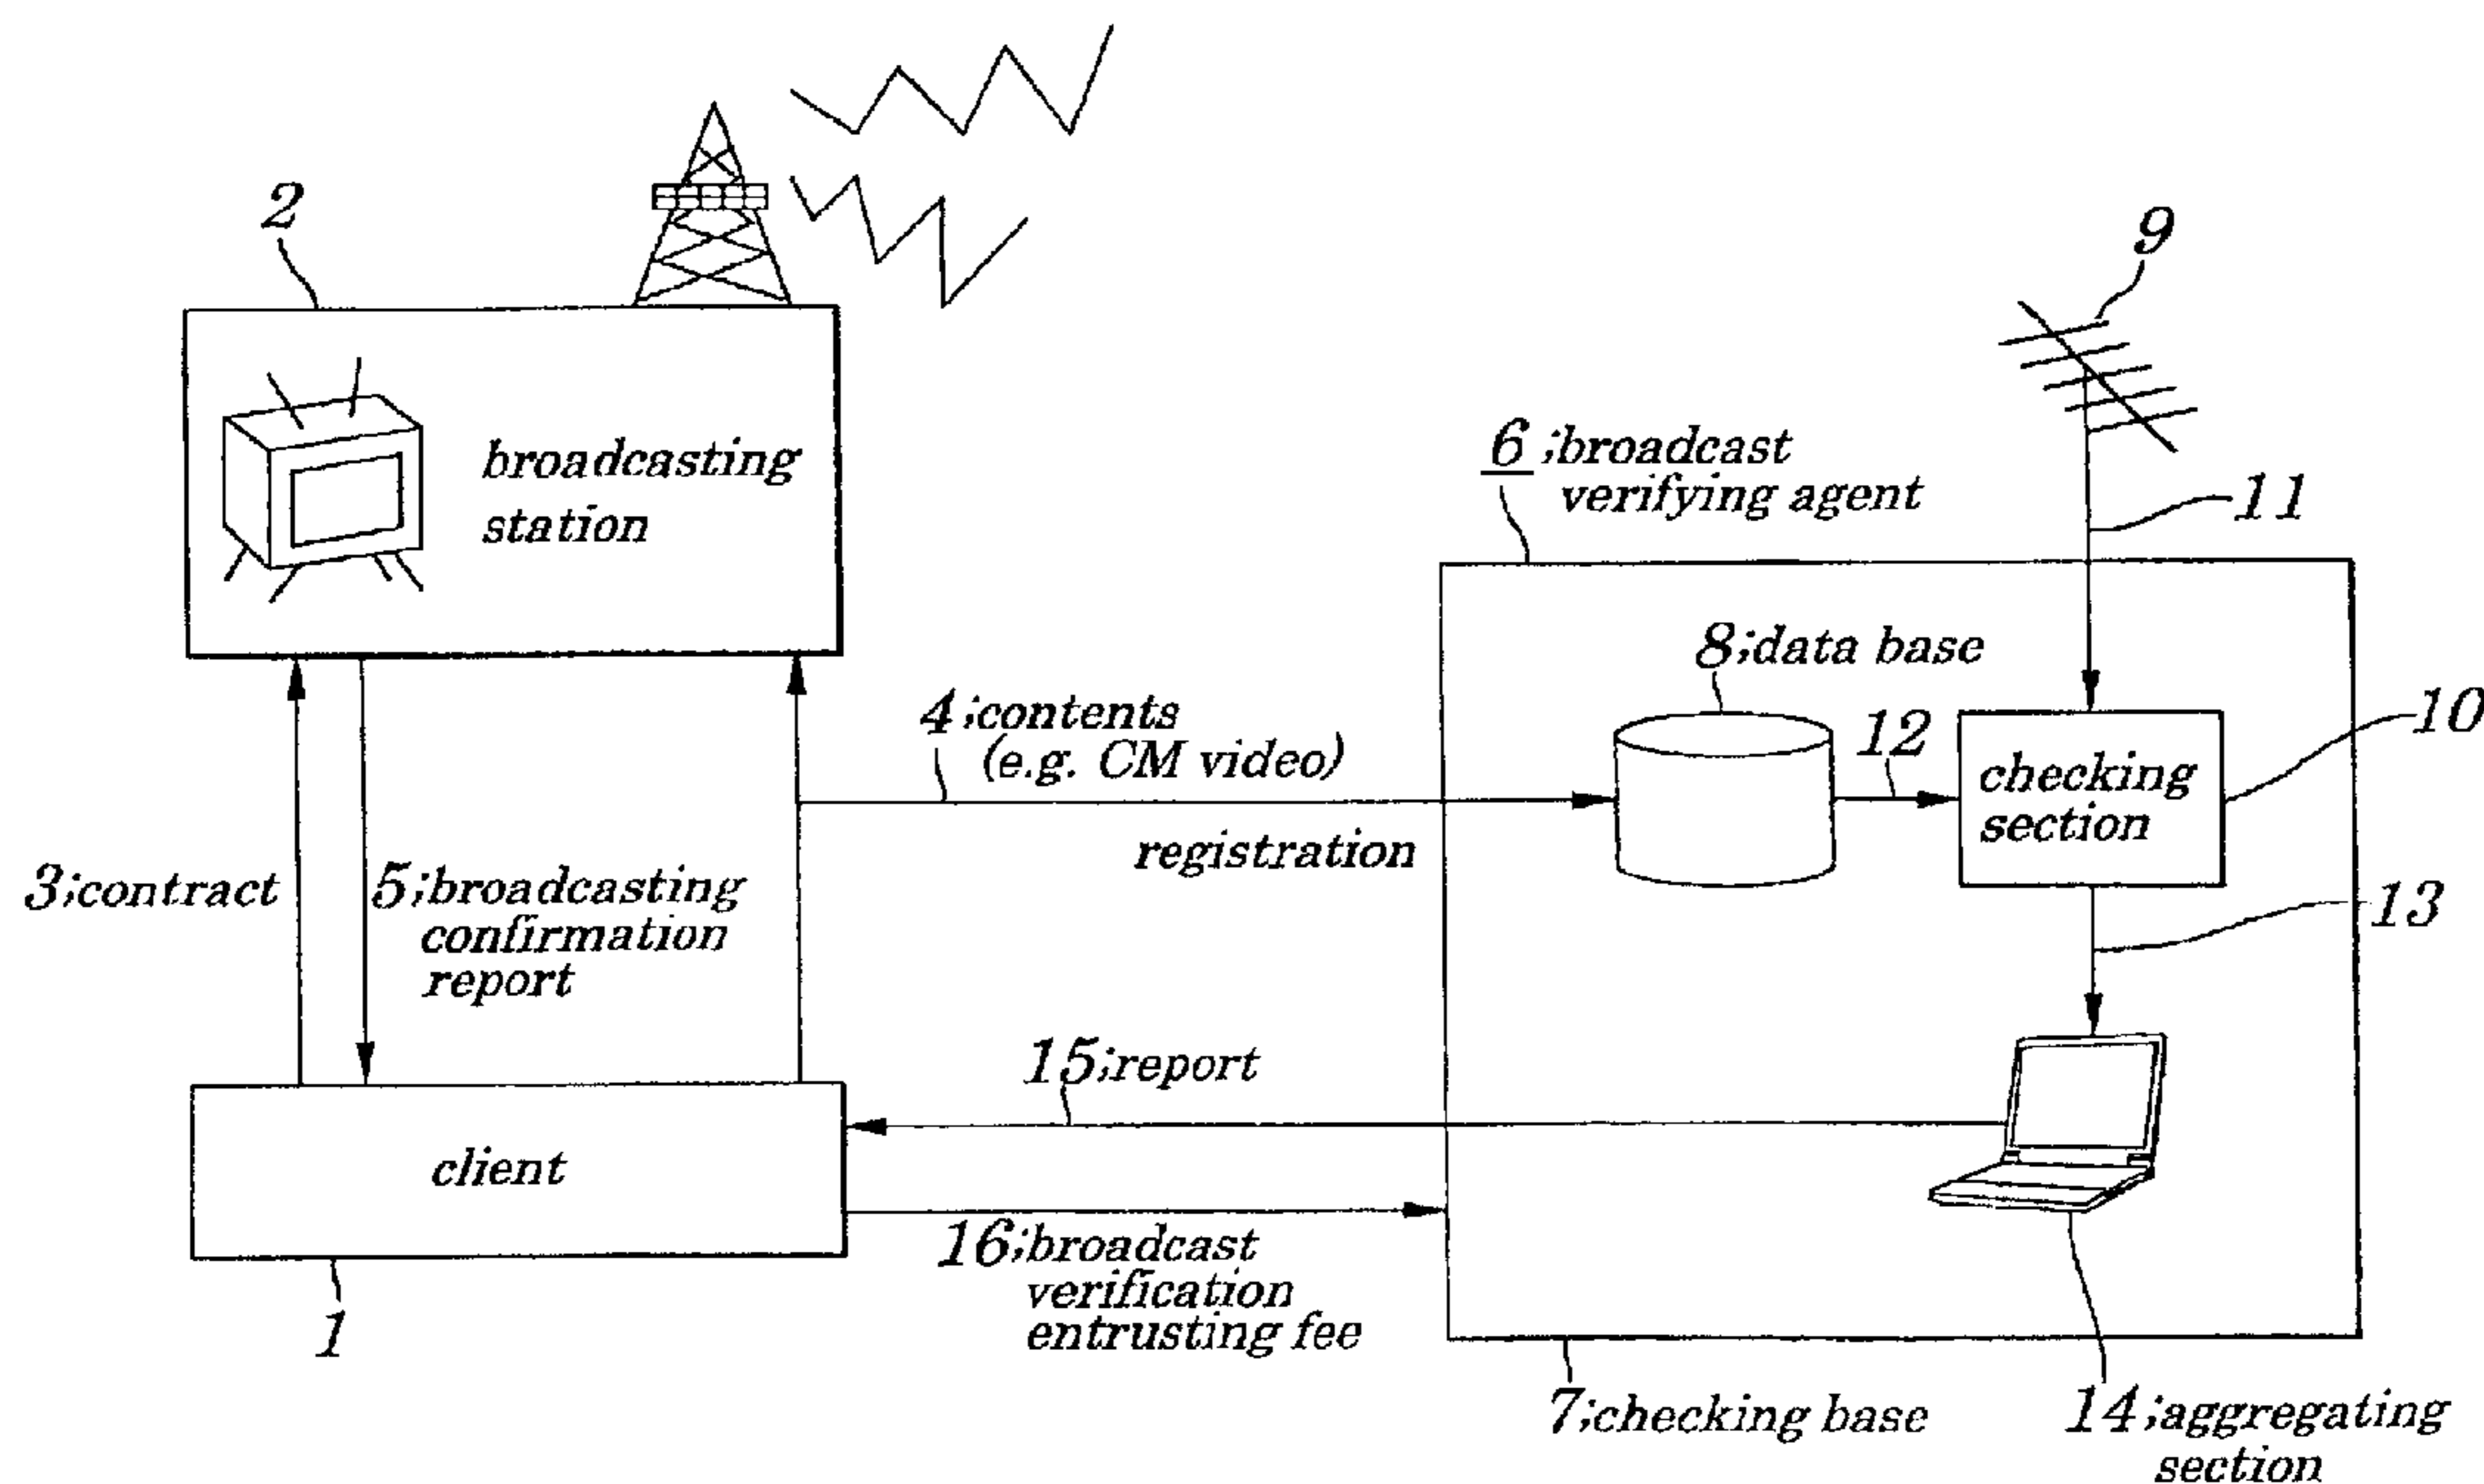 2
9
broadcasting
station
6;broadcast
verifying agent
11
8;data base
4;contents
(e.g. CM video)
12
10
checking
section
registration
3;contract
5;broadcasting
confirmation
report
13
15;report
client
16;broadcast
verification
entrusting fee
1
7;checking base
14;aggregating
section